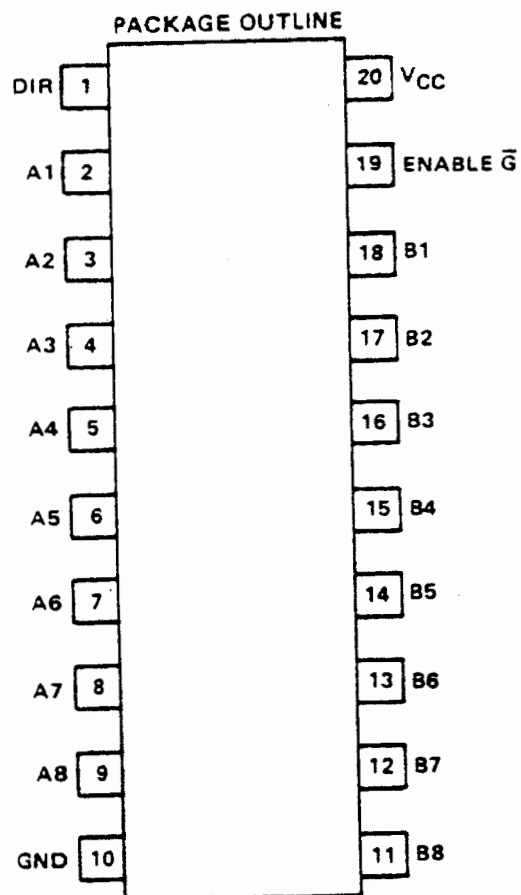 PACKAGE OUTLINE
DIR 1 20 VCC
A1 2 19 ENABLE G̅
A2 3 18 B1
A3 4 17 B2
A4 5 16 B3
A5 6 15 B4
A6 7 14 B5
A7 8 13 B6
A8 9 12 B7
GND 10 11 B8